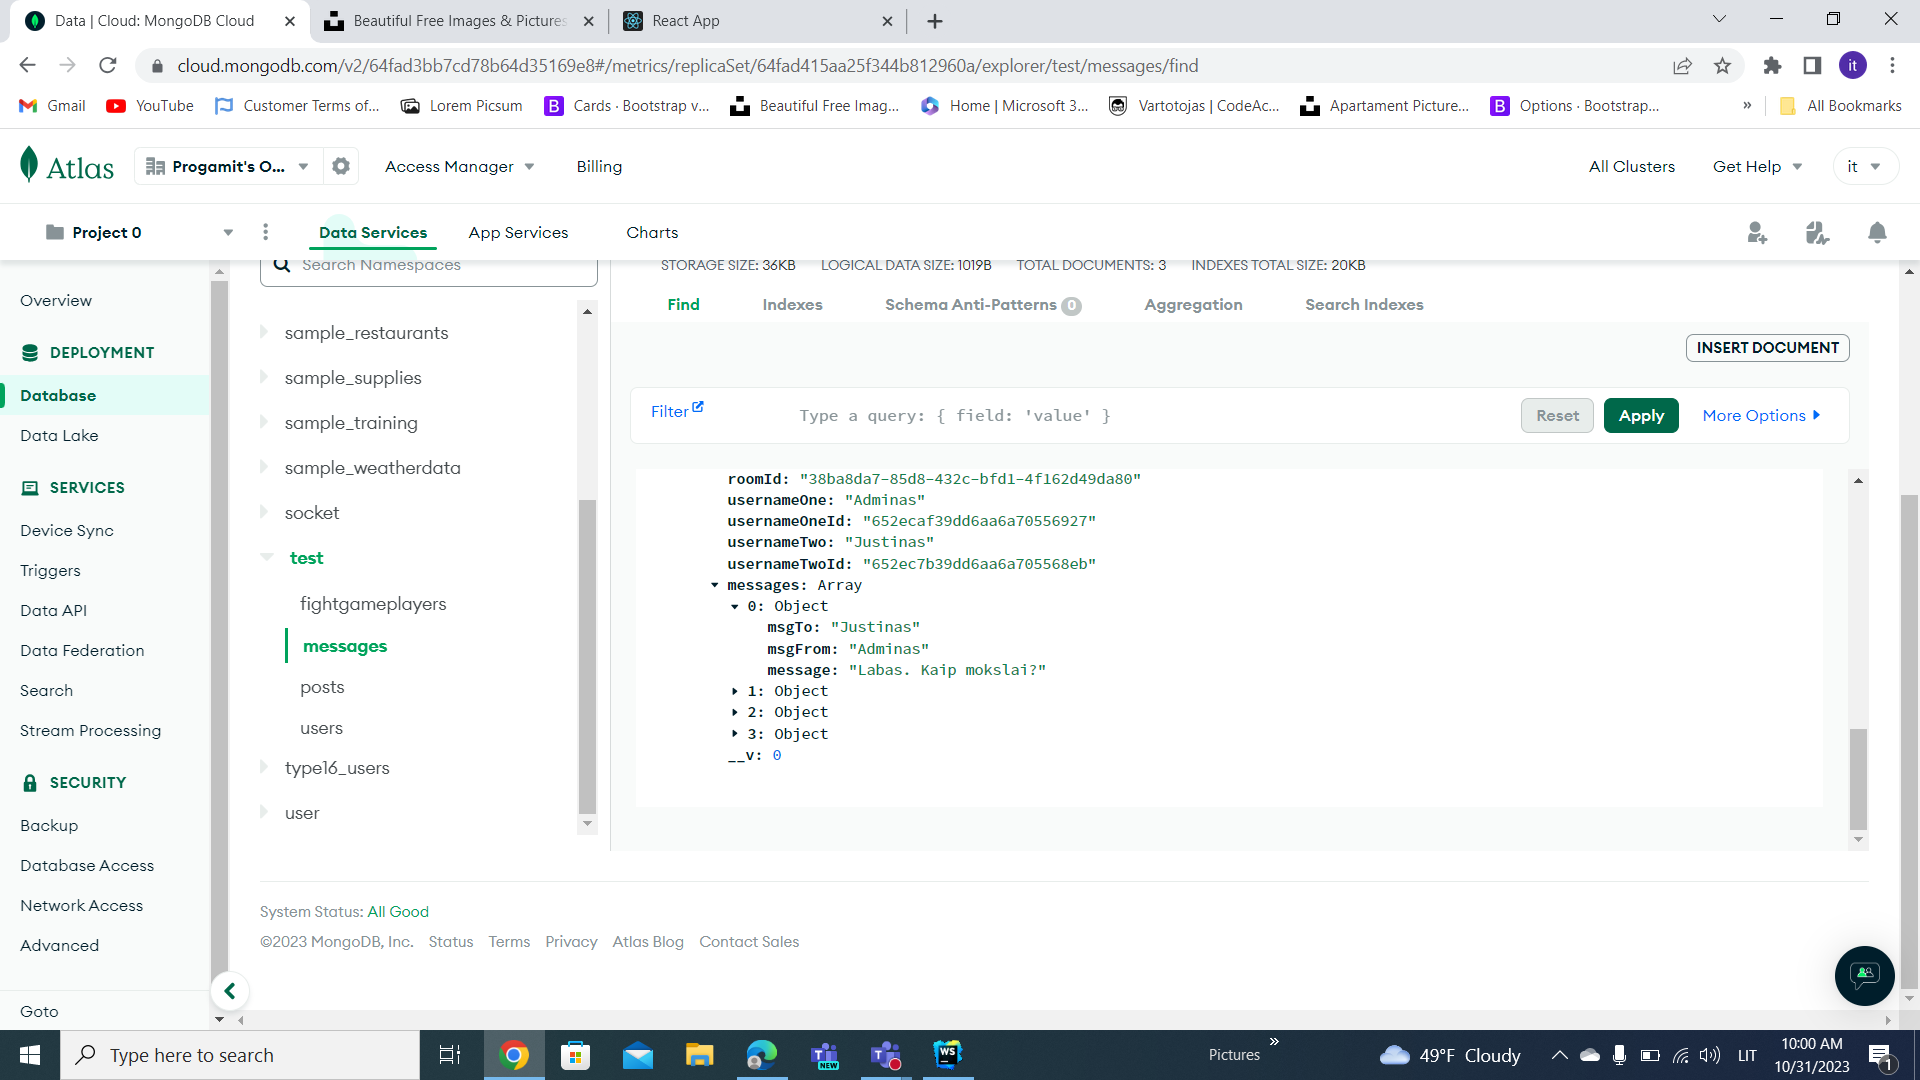 Data | Cloud: MongoDB Cloud
Beautiful Free Images & Pictures
React App
cloud.mongodb.com/v2/64fad3bb7cd78b64d35169e8#/metrics/replicaSet/64fad415aa25f344b812960a/explorer/test/messages/find
it
Gmail
YouTube
Customer Terms of...
Lorem Picsum
Cards · Bootstrap v...
Beautiful Free Imag...
Home | Microsoft 3...
Vartotojas | CodeAc...
Apartament Picture...
Options · Bootstrap...
»
All Bookmarks
Atlas
Progamit's O...
Access Manager
Billing
All Clusters
Get Help
it
Project 0
Data Services
App Services
Charts
Overview
DEPLOYMENT
Database
Data Lake
SERVICES
Device Sync
Triggers
Data API
Data Federation
Search
Stream Processing
SECURITY
Backup
Database Access
Network Access
Advanced
Goto
Search Namespaces
sample_restaurants
sample_supplies
sample_training
sample_weatherdata
socket
test
fightgameplayers
messages
posts
users
type16_users
user
STORAGE SIZE: 36KB LOGICAL DATA SIZE: 1019B TOTAL DOCUMENTS: 3 INDEXES TOTAL SIZE: 20KB
Find
Indexes
Schema Anti-Patterns 0
Aggregation
Search Indexes
INSERT DOCUMENT
Filter
Type a query: { field: 'value' }
Reset
Apply
More Options
roomId: "38ba8da7-85d8-432c-bfd1-4f162d49da80"
usernameOne: "Adminas"
usernameOneId: "652ecaf39dd6aa6a70556927"
usernameTwo: "Justinas"
usernameTwoId: "652ec7b39dd6aa6a705568eb"
messages: Array
0: Object
msgTo: "Justinas"
msgFrom: "Adminas"
message: "Labas. Kaip mokslai?"
1: Object
2: Object
3: Object
__v: 0
System Status: All Good
©2023 MongoDB, Inc. Status Terms Privacy Atlas Blog Contact Sales
Type here to search
NEW
WS
Pictures
»
49°F Cloudy
LIT
10:00 AM
10/31/2023
1